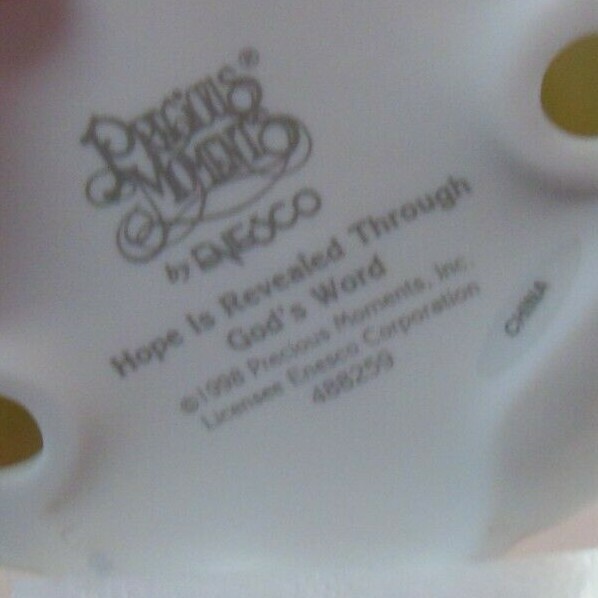 PRECIOUS ®
MOMENTS
by ENESCO
Hope Is Revealed Through
God's Word
©1998 Precious Moments, Inc.
Licensee Enesco Corporation
488259
CHINA